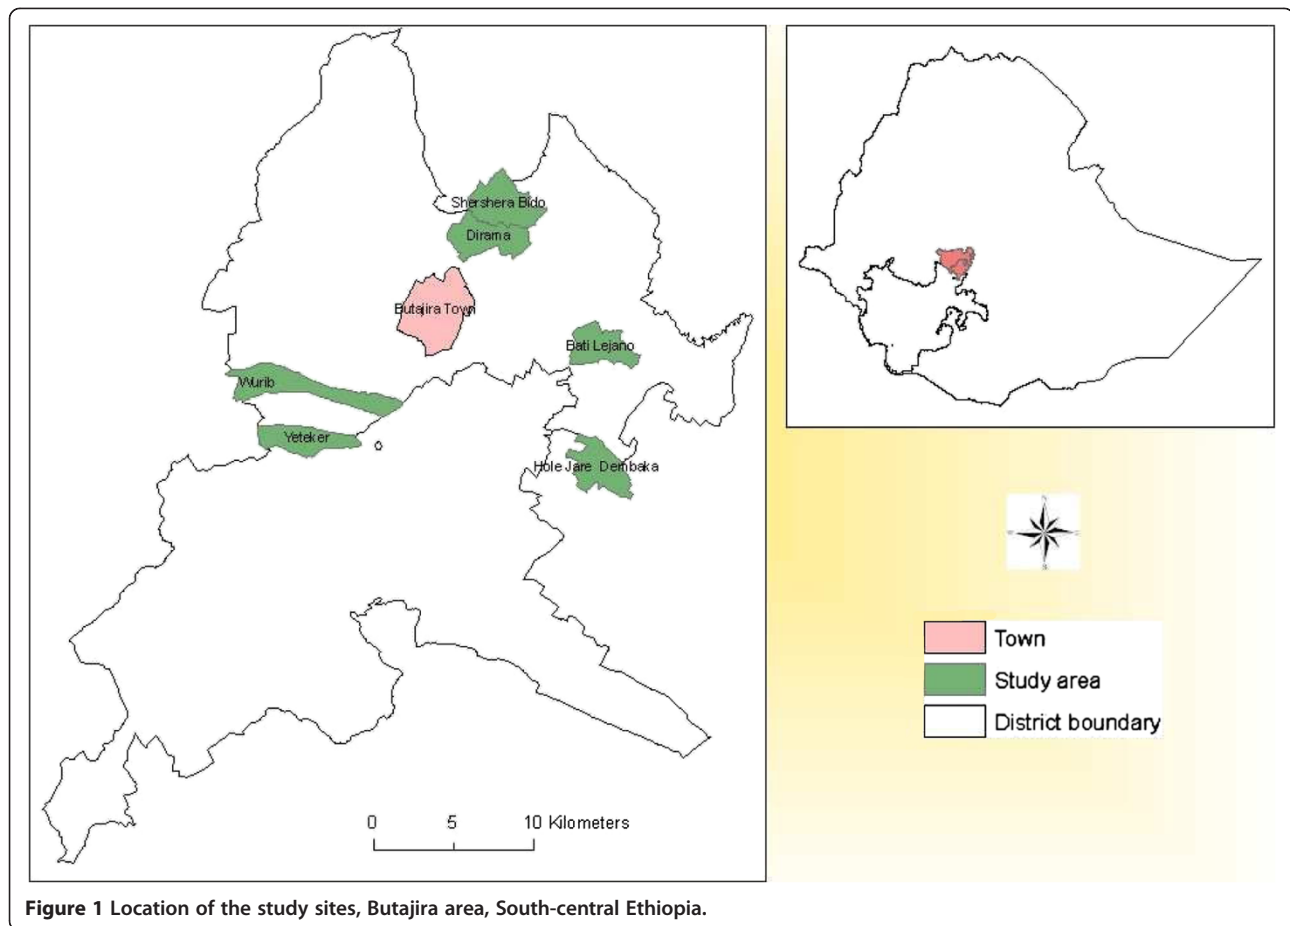 Shershera Bido
Dirama
Butajira Town
Bati Lejano
Wurib
Yeteker
Hole Jare Dembaka
0 5 10 Kilometers
Town
Study area
District boundary
Figure 1 Location of the study sites, Butajira area, South-central Ethiopia.